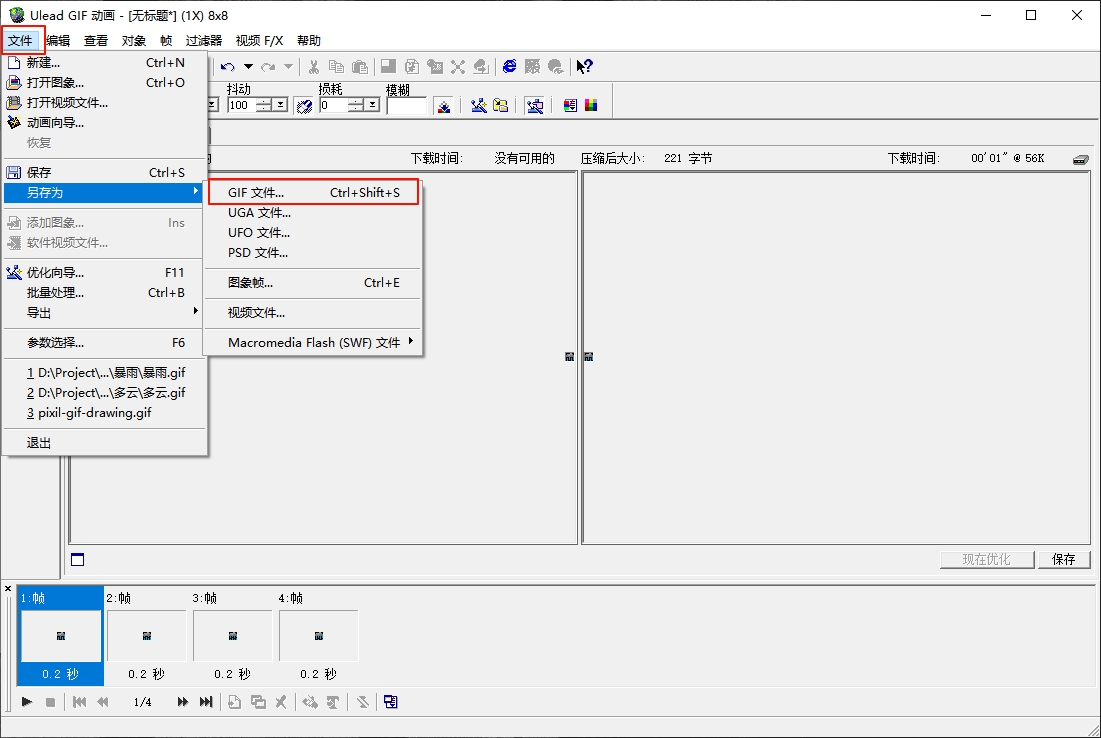 Ulead GIF 动画 - [无标题*] (1X) 8x8
文件 编辑 查看 对象 帧 过滤器 视频 F/X 帮助
新建... Ctrl+N
打开图象... Ctrl+O
打开视频文件...
动画向导...
恢复
保存 Ctrl+S
另存为
添加图象... Ins
软件视频文件...
优化向导... F11
批量处理... Ctrl+B
导出
参数选择... F6
1 D:\Project\...\暴雨\暴雨.gif
2 D:\Project\...\多云\多云.gif
3 pixil-gif-drawing.gif
退出
GIF 文件... Ctrl+Shift+S
UGA 文件...
UFO 文件...
PSD 文件...
图象帧... Ctrl+E
视频文件...
Macromedia Flash (SWF) 文件
抖动 损耗 模糊
100 0
下载时间: 没有可用的 压缩后大小: 221 字节 下载时间: 00'01" @ 56K
现在优化 保存
1:帧 2:帧 3:帧 4:帧
0.2 秒 0.2 秒 0.2 秒 0.2 秒
1/4